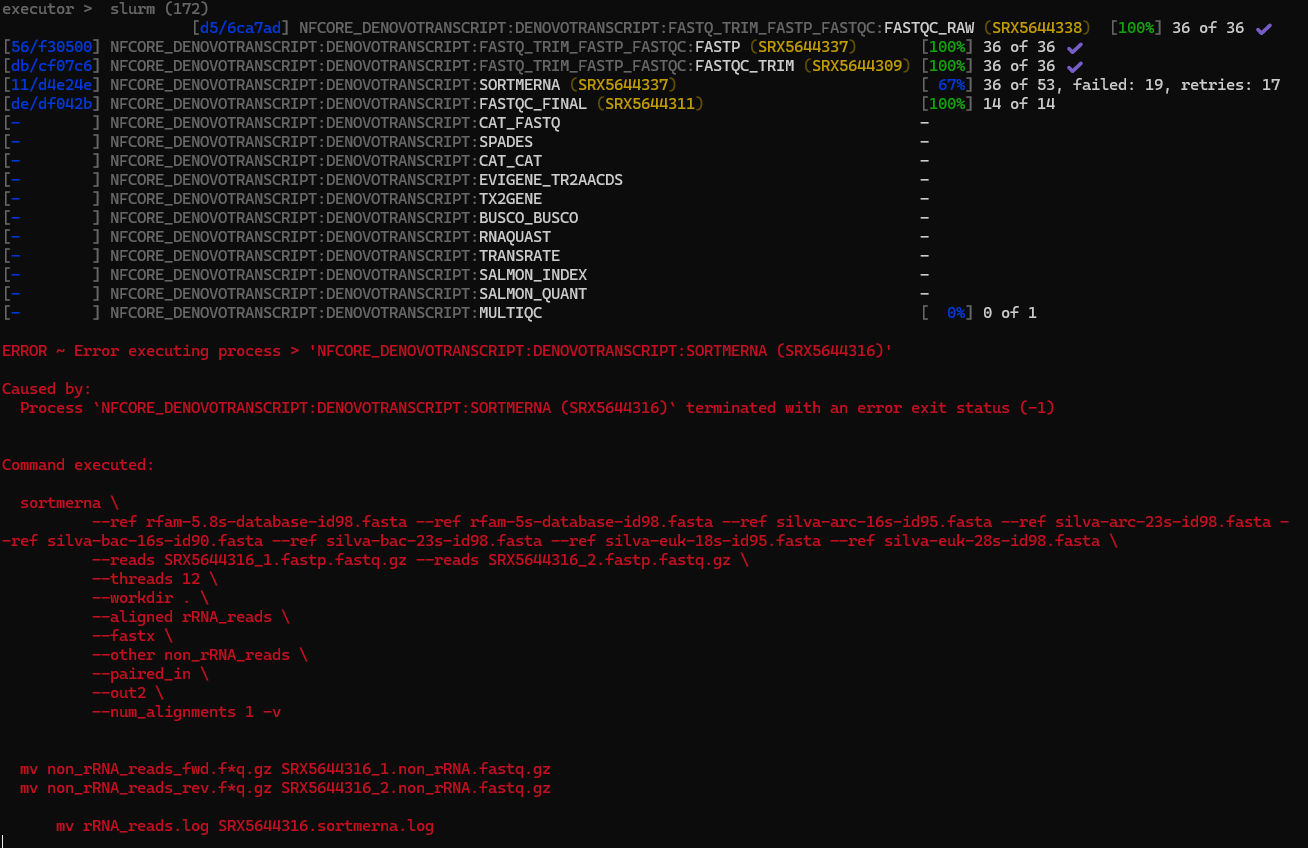 executor >  slurm (172)
[d5/6ca7ad] NFCORE_DENOVOTRANSCRIPT:DENOVOTRANSCRIPT:FASTQ_TRIM_FASTP_FASTQC:FASTQC_RAW (SRX5644338)  [100%] 36 of 36 ✔
[56/f30500] NFCORE_DENOVOTRANSCRIPT:DENOVOTRANSCRIPT:FASTQ_TRIM_FASTP_FASTQC:FASTP (SRX5644337)       [100%] 36 of 36 ✔
[db/cf07c6] NFCORE_DENOVOTRANSCRIPT:DENOVOTRANSCRIPT:FASTQ_TRIM_FASTP_FASTQC:FASTQC_TRIM (SRX5644309) [100%] 36 of 36 ✔
[11/d4e24e] NFCORE_DENOVOTRANSCRIPT:DENOVOTRANSCRIPT:SORTMERNA (SRX5644337)                           [ 67%] 36 of 53, failed: 19, retries: 17
[de/df042b] NFCORE_DENOVOTRANSCRIPT:DENOVOTRANSCRIPT:FASTQC_FINAL (SRX5644311)                        [100%] 14 of 14
[-        ] NFCORE_DENOVOTRANSCRIPT:DENOVOTRANSCRIPT:CAT_FASTQ                                        -
[-        ] NFCORE_DENOVOTRANSCRIPT:DENOVOTRANSCRIPT:SPADES                                           -
[-        ] NFCORE_DENOVOTRANSCRIPT:DENOVOTRANSCRIPT:CAT_CAT                                          -
[-        ] NFCORE_DENOVOTRANSCRIPT:DENOVOTRANSCRIPT:EVIGENE_TR2AACDS                                 -
[-        ] NFCORE_DENOVOTRANSCRIPT:DENOVOTRANSCRIPT:TX2GENE                                          -
[-        ] NFCORE_DENOVOTRANSCRIPT:DENOVOTRANSCRIPT:BUSCO_BUSCO                                      -
[-        ] NFCORE_DENOVOTRANSCRIPT:DENOVOTRANSCRIPT:RNAQUAST                                         -
[-        ] NFCORE_DENOVOTRANSCRIPT:DENOVOTRANSCRIPT:TRANSRATE                                        -
[-        ] NFCORE_DENOVOTRANSCRIPT:DENOVOTRANSCRIPT:SALMON_INDEX                                     -
[-        ] NFCORE_DENOVOTRANSCRIPT:DENOVOTRANSCRIPT:SALMON_QUANT                                     -
[-        ] NFCORE_DENOVOTRANSCRIPT:DENOVOTRANSCRIPT:MULTIQC                                          [  0%] 0 of 1
ERROR ~ Error executing process > 'NFCORE_DENOVOTRANSCRIPT:DENOVOTRANSCRIPT:SORTMERNA (SRX5644316)'
Caused by:
Process `NFCORE_DENOVOTRANSCRIPT:DENOVOTRANSCRIPT:SORTMERNA (SRX5644316)` terminated with an error exit status (-1)
Command executed:
sortmerna \
--ref rfam-5.8s-database-id98.fasta --ref rfam-5s-database-id98.fasta --ref silva-arc-16s-id95.fasta --ref silva-arc-23s-id98.fasta -
-ref silva-bac-16s-id90.fasta --ref silva-bac-23s-id98.fasta --ref silva-euk-18s-id95.fasta --ref silva-euk-28s-id98.fasta \
--reads SRX5644316_1.fastp.fastq.gz --reads SRX5644316_2.fastp.fastq.gz \
--threads 12 \
--workdir . \
--aligned rRNA_reads \
--fastx \
--other non_rRNA_reads \
--paired_in \
--out2 \
--num_alignments 1 -v
mv non_rRNA_reads_fwd.f*q.gz SRX5644316_1.non_rRNA.fastq.gz
mv non_rRNA_reads_rev.f*q.gz SRX5644316_2.non_rRNA.fastq.gz
mv rRNA_reads.log SRX5644316.sortmerna.log